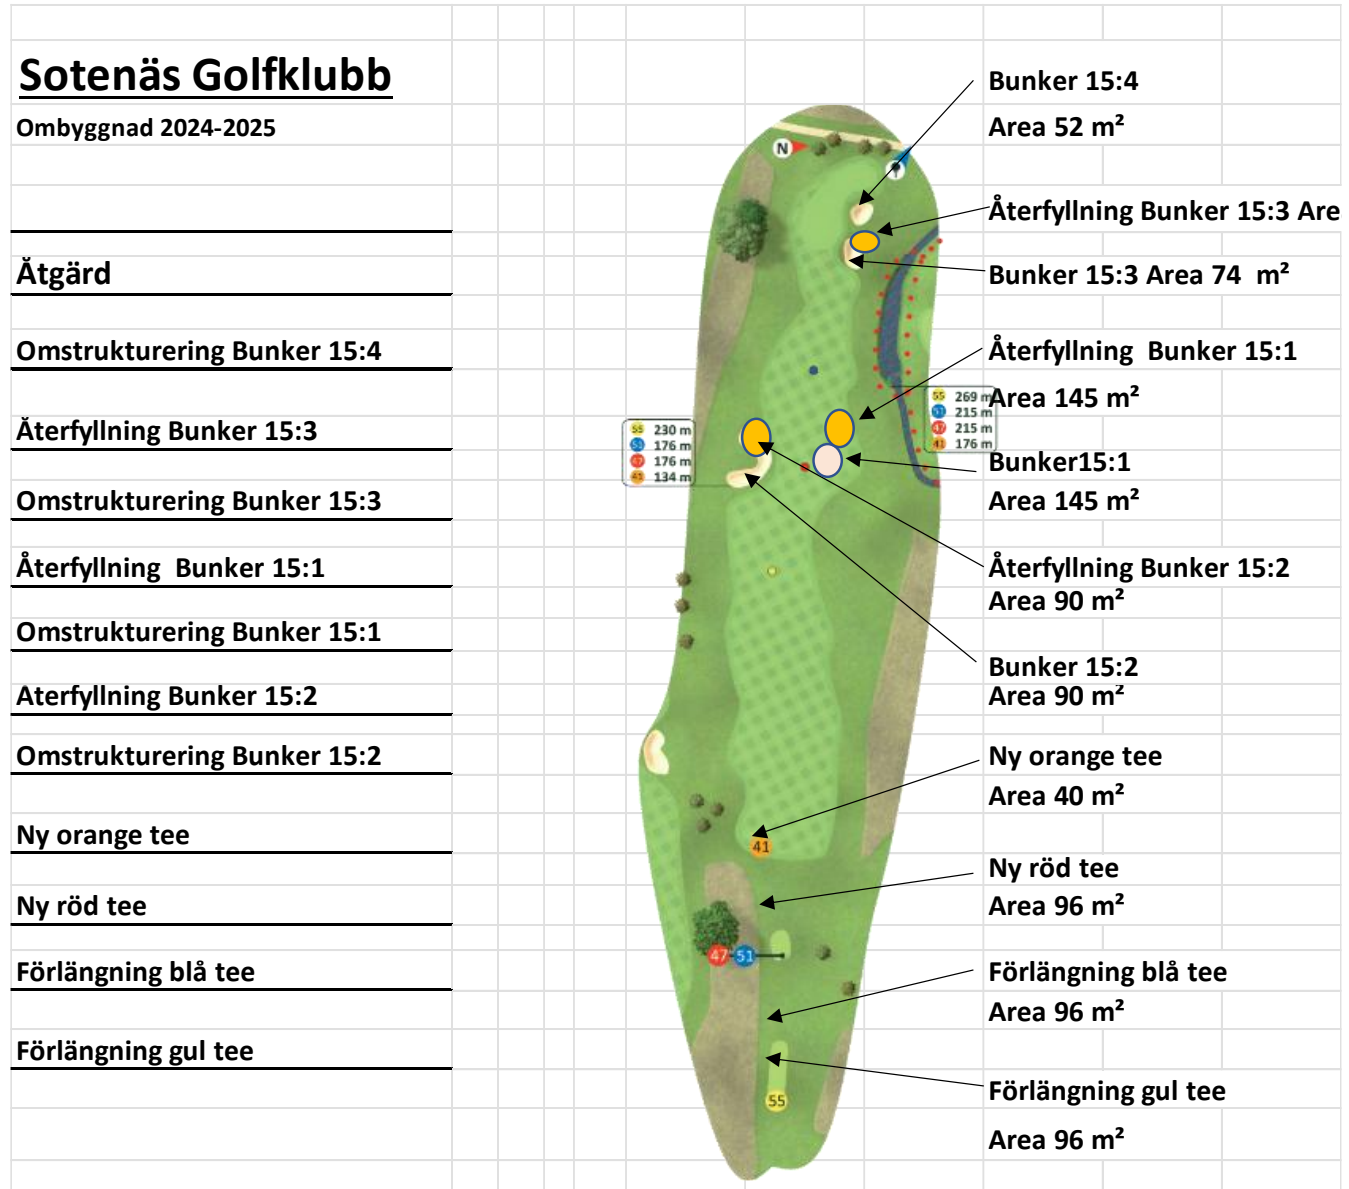 Sotenäs Golfklubb
Ombyggnad 2024-2025
Åtgärd
Omstrukturering Bunker 15:4
Återfyllning Bunker 15:3
Omstrukturering Bunker 15:3
Återfyllning Bunker 15:1
Omstrukturering Bunker 15:1
Aterfyllning Bunker 15:2
Omstrukturering Bunker 15:2
Ny orange tee
Ny röd tee
Förlängning blå tee
Förlängning gul tee
N
55 230 m
51 176 m
47 176 m
41 134 m
55 269 m
51 215 m
47 215 m
41 176 m
41
47 51
55
Bunker 15:4
Area 52 m²
Återfyllning Bunker 15:3 Are
Bunker 15:3 Area 74 m²
Återfyllning Bunker 15:1
Area 145 m²
Bunker15:1
Area 145 m²
Återfyllning Bunker 15:2
Area 90 m²
Bunker 15:2
Area 90 m²
Ny orange tee
Area 40 m²
Ny röd tee
Area 96 m²
Förlängning blå tee
Area 96 m²
Förlängning gul tee
Area 96 m²